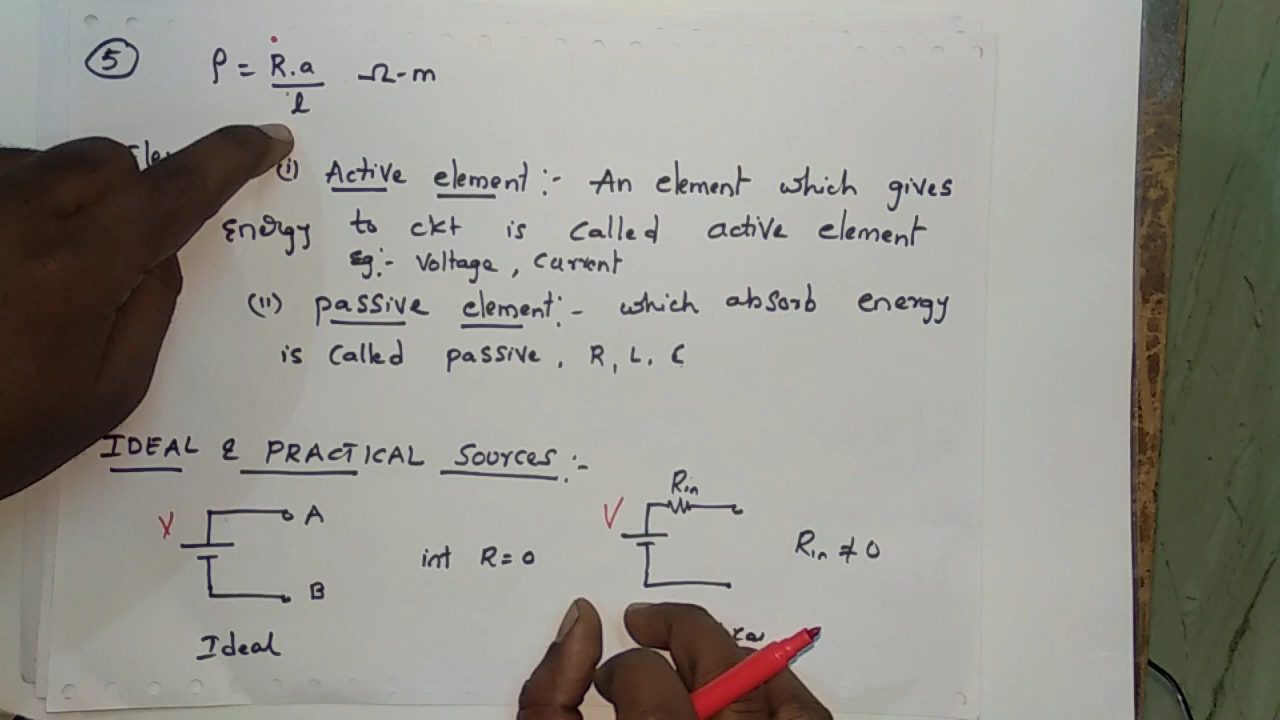 5 ρ = R.a / l Ω-m
(i) Active element :- An element which gives
Energy to ckt is called active element
Eg:- Voltage, Current
(ii) passive element :- which absorb energy
is called passive, R, L, C
IDEAL & PRACTICAL Sources :-
A
Rin
V
int R = 0
Rin ≠ 0
B
Ideal